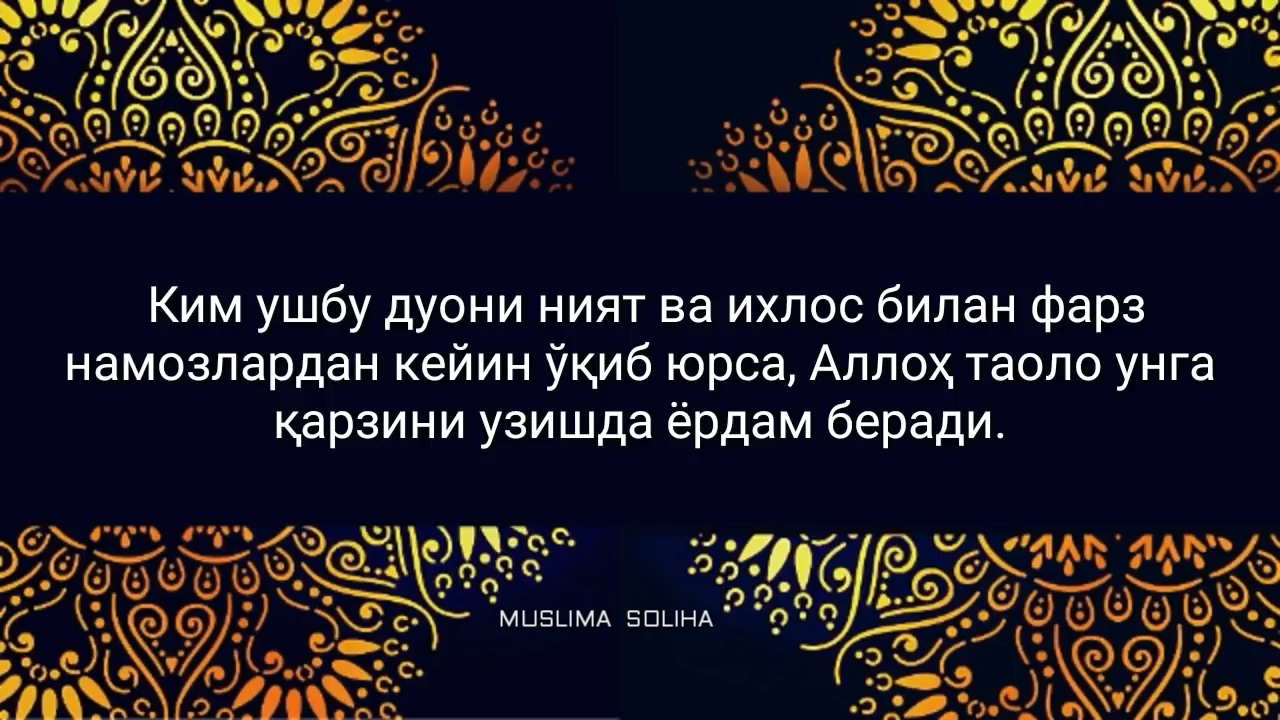 Ким ушбу дуони ният ва ихлос билан фарз
намозлардан кейин ўқиб юрса, Аллоҳ таоло унга
қарзини узишда ёрдам беради.
MUSLIMA SOLIHA